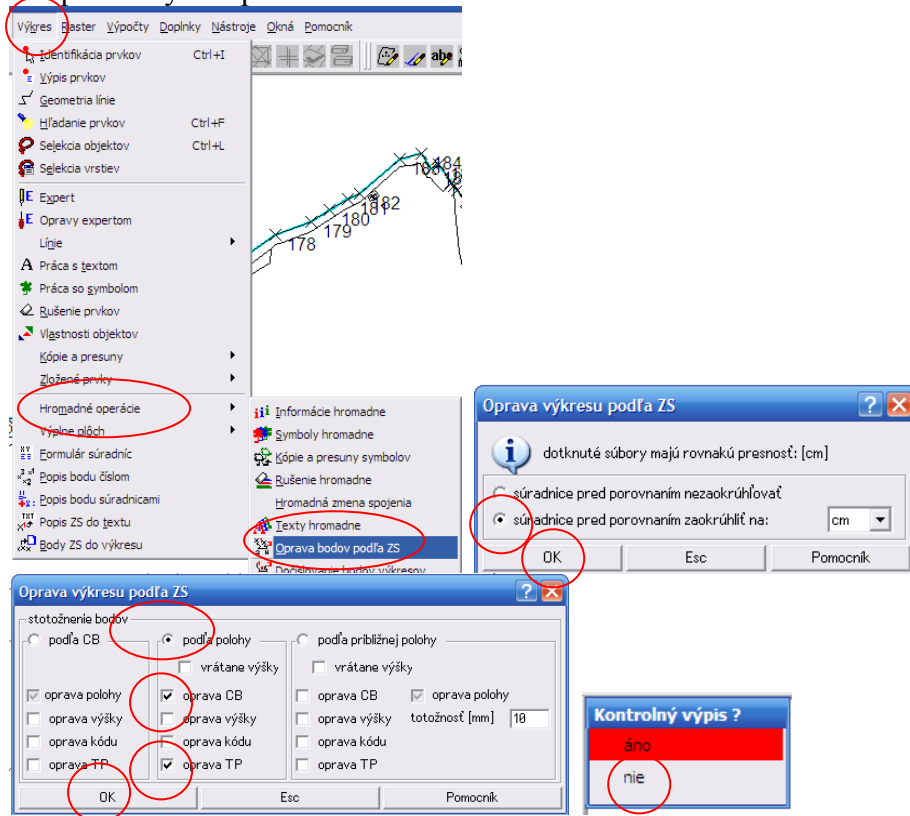 Výkres Raster Výpočty Doplnky Nástroje Okná Pomocník
Identifikácia prvkov Ctrl+I
Výpis prvkov
Geometria línie
Hľadanie prvkov Ctrl+F
Selekcia objektov Ctrl+L
Selekcia vrstiev
Expert
Opravy expertom
Línie
Práca s textom
Práca so symbolom
Rušenie prvkov
Vlastnosti objektov
Kópie a presuny
Zložené prvky
Hromadné operácie
Výplne plôch
Formulár súradníc
Popis bodu číslom
Popis bodu súradnicami
Popis ZS do textu
Body ZS do výkresu
178 179 180 181 182
184
Informácie hromadne
Symboly hromadne
Kópie a presuny symbolov
Rušenie hromadne
Hromadná zmena spojenia
Texty hromadne
Oprava bodov podľa ZS
Dočíslovanie bodov výkresov
Oprava výkresu podľa ZS
dotknuté súbory majú rovnakú presnosť: [cm]
súradnice pred porovnaním nezaokrúhľovať
súradnice pred porovnaním zaokrúhliť na: cm
OK Esc Pomocník
Oprava výkresu podľa ZS
stotožnenie bodov
podľa CB podľa polohy podľa približnej polohy
vrátane výšky vrátane výšky
oprava polohy oprava CB oprava CB oprava polohy
oprava výšky oprava výšky oprava výšky totožnosť [mm] 10
oprava kódu oprava kódu oprava kódu
oprava TP oprava TP oprava TP
OK Esc Pomocník
Kontrolný výpis ?
áno
nie